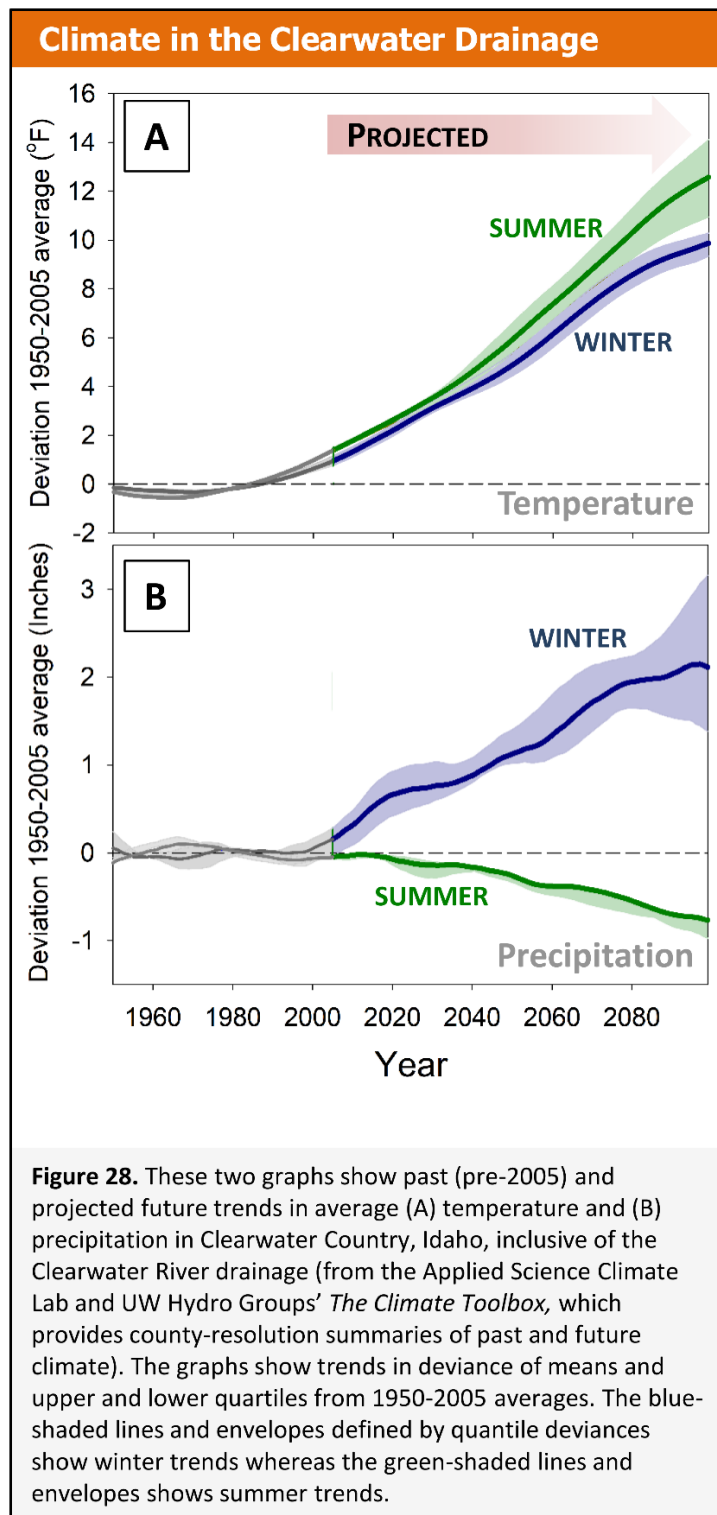 Climate in the Clearwater Drainage
A
PROJECTED
SUMMER
WINTER
Temperature
Deviation 1950-2005 average (°F)
16
14
12
10
8
6
4
2
0
-2
B
WINTER
SUMMER
Precipitation
Deviation 1950-2005 average (Inches)
3
2
1
0
-1
1960 1980 2000 2020 2040 2060 2080
Year
Figure 28. These two graphs show past (pre-2005) and
projected future trends in average (A) temperature and (B)
precipitation in Clearwater Country, Idaho, inclusive of the
Clearwater River drainage (from the Applied Science Climate
Lab and UW Hydro Groups’ The Climate Toolbox, which
provides county-resolution summaries of past and future
climate). The graphs show trends in deviance of means and
upper and lower quartiles from 1950-2005 averages. The blue-
shaded lines and envelopes defined by quantile deviances
show winter trends whereas the green-shaded lines and
envelopes shows summer trends.